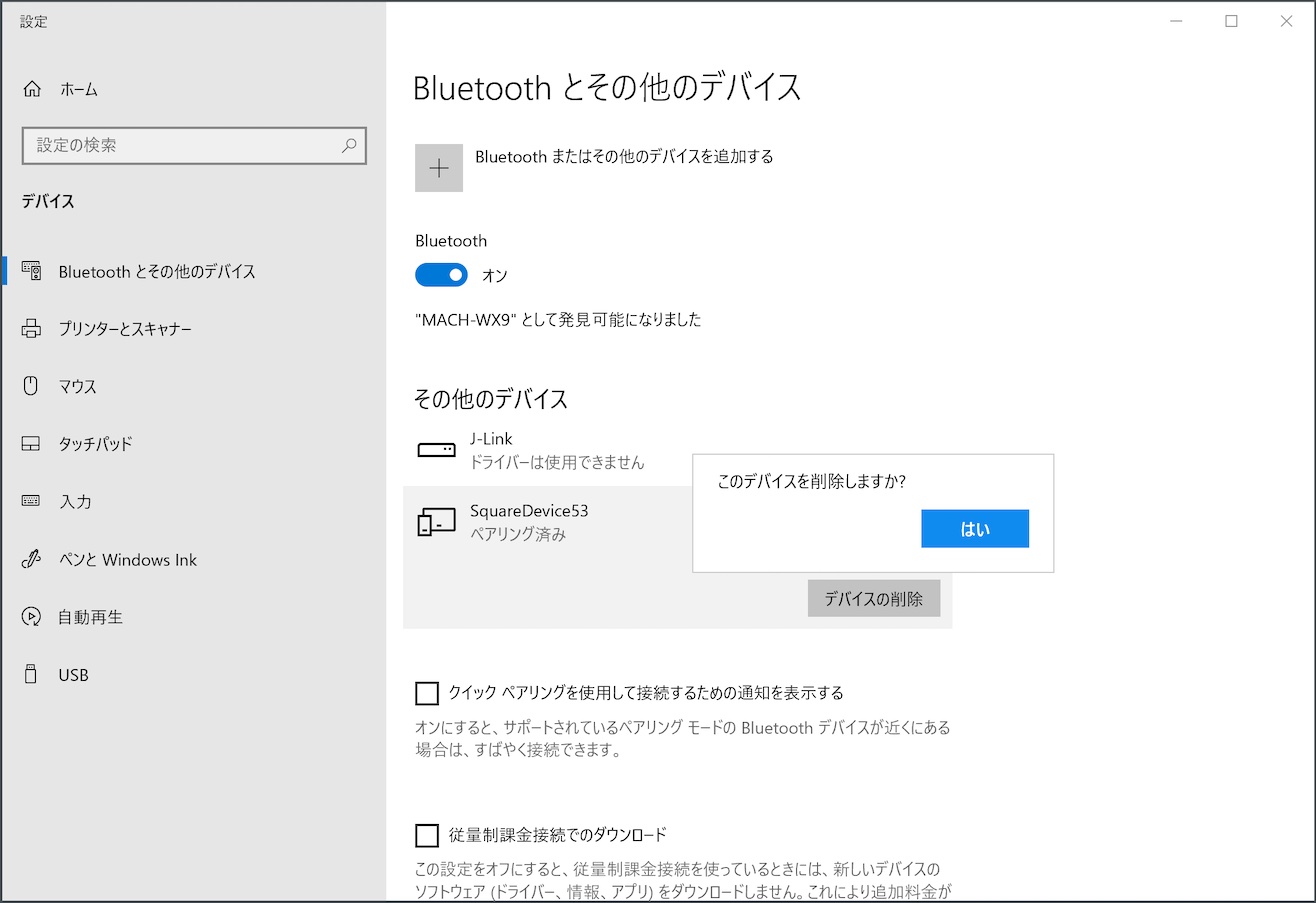 設定
ホーム
設定の検索
デバイス
Bluetooth とその他のデバイス
プリンターとスキャナー
マウス
タッチパッド
入力
ペンと Windows Ink
自動再生
USB
Bluetooth とその他のデバイス
Bluetooth またはその他のデバイスを追加する
Bluetooth
オン
"MACH-WX9" として発見可能になりました
その他のデバイス
J-Link
ドライバーは使用できません
SquareDevice53
ペアリング済み
このデバイスを削除しますか?
はい
デバイスの削除
クイック ペアリングを使用して接続するための通知を表示する
オンにすると、サポートされているペアリング モードの Bluetooth デバイスが近くにある
場合は、すばやく接続できます。
従量制課金接続でのダウンロード
この設定をオフにすると、従量制課金接続を使っているときには、新しいデバイスの
ソフトウェア (ドライバー、情報、アプリ) をダウンロードしません。これにより追加料金が